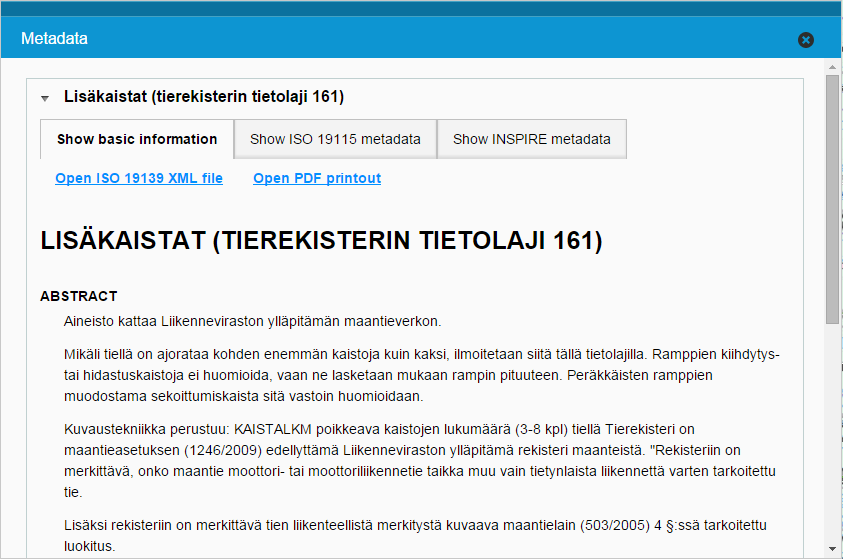 Metadata
Lisäkaistat (tierekisterin tietolaji 161)
Show basic information Show ISO 19115 metadata Show INSPIRE metadata
Open ISO 19139 XML file Open PDF printout
LISÄKAISTAT (TIEREKISTERIN TIETOLAJI 161)
ABSTRACT
Aineisto kattaa Liikenneviraston ylläpitämän maantieverkon.
Mikäli tiellä on ajorataa kohden enemmän kaistoja kuin kaksi, ilmoitetaan siitä tällä tietolajilla. Ramppien kiihdytys-
tai hidastuskaistoja ei huomioida, vaan ne lasketaan mukaan rampin pituuteen. Peräkkäisten ramppien
muodostama sekoittumiskaista sitä vastoin huomioidaan.
Kuvaustekniikka perustuu: KAISTALKM poikkeava kaistojen lukumäärä (3-8 kpl) tiellä Tierekisteri on
maantieasetuksen (1246/2009) edellyttämä Liikenneviraston ylläpitämä rekisteri maanteistä. "Rekisteriin on
merkittävä, onko maantie moottori- tai moottoriliikennetie taikka muu vain tietynlaista liikennettä varten tarkoitettu
tie.
Lisäksi rekisteriin on merkittävä tien liikenteellistä merkitystä kuvaava maantielain (503/2005) 4 §:ssä tarkoitettu
luokitus.